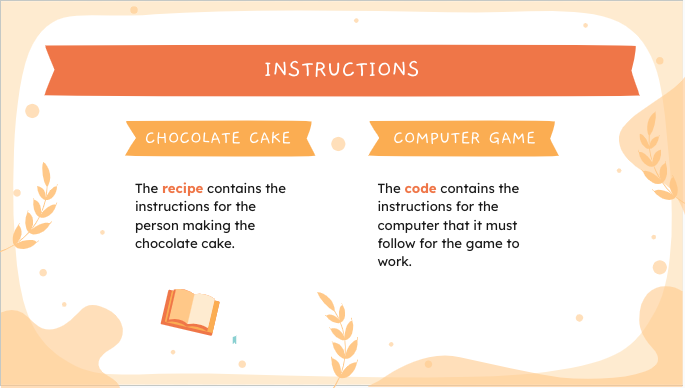 INSTRUCTIONS
CHOCOLATE CAKE
The recipe contains the
instructions for the
person making the
chocolate cake.
COMPUTER GAME
The code contains the
instructions for the
computer that it must
follow for the game to
work.